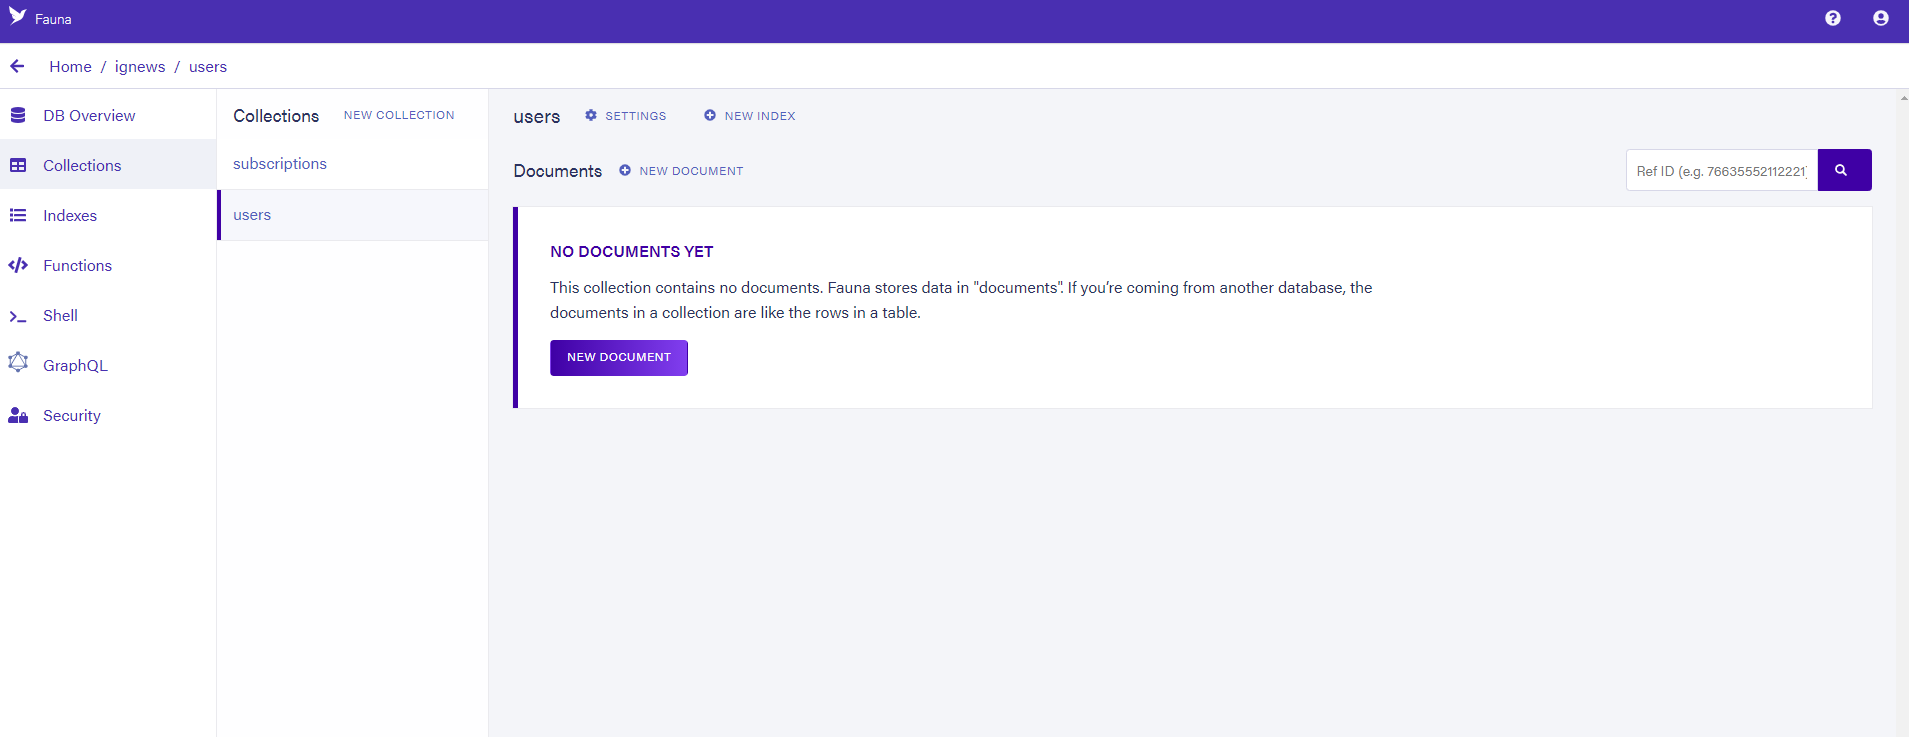 Fauna
Home / ignews / users
DB Overview
Collections
Indexes
Functions
Shell
GraphQL
Security
Collections NEW COLLECTION
subscriptions
users
users SETTINGS NEW INDEX
Documents NEW DOCUMENT
Ref ID (e.g. 76635552112221)
NO DOCUMENTS YET
This collection contains no documents. Fauna stores data in "documents". If you're coming from another database, the
documents in a collection are like the rows in a table.
NEW DOCUMENT